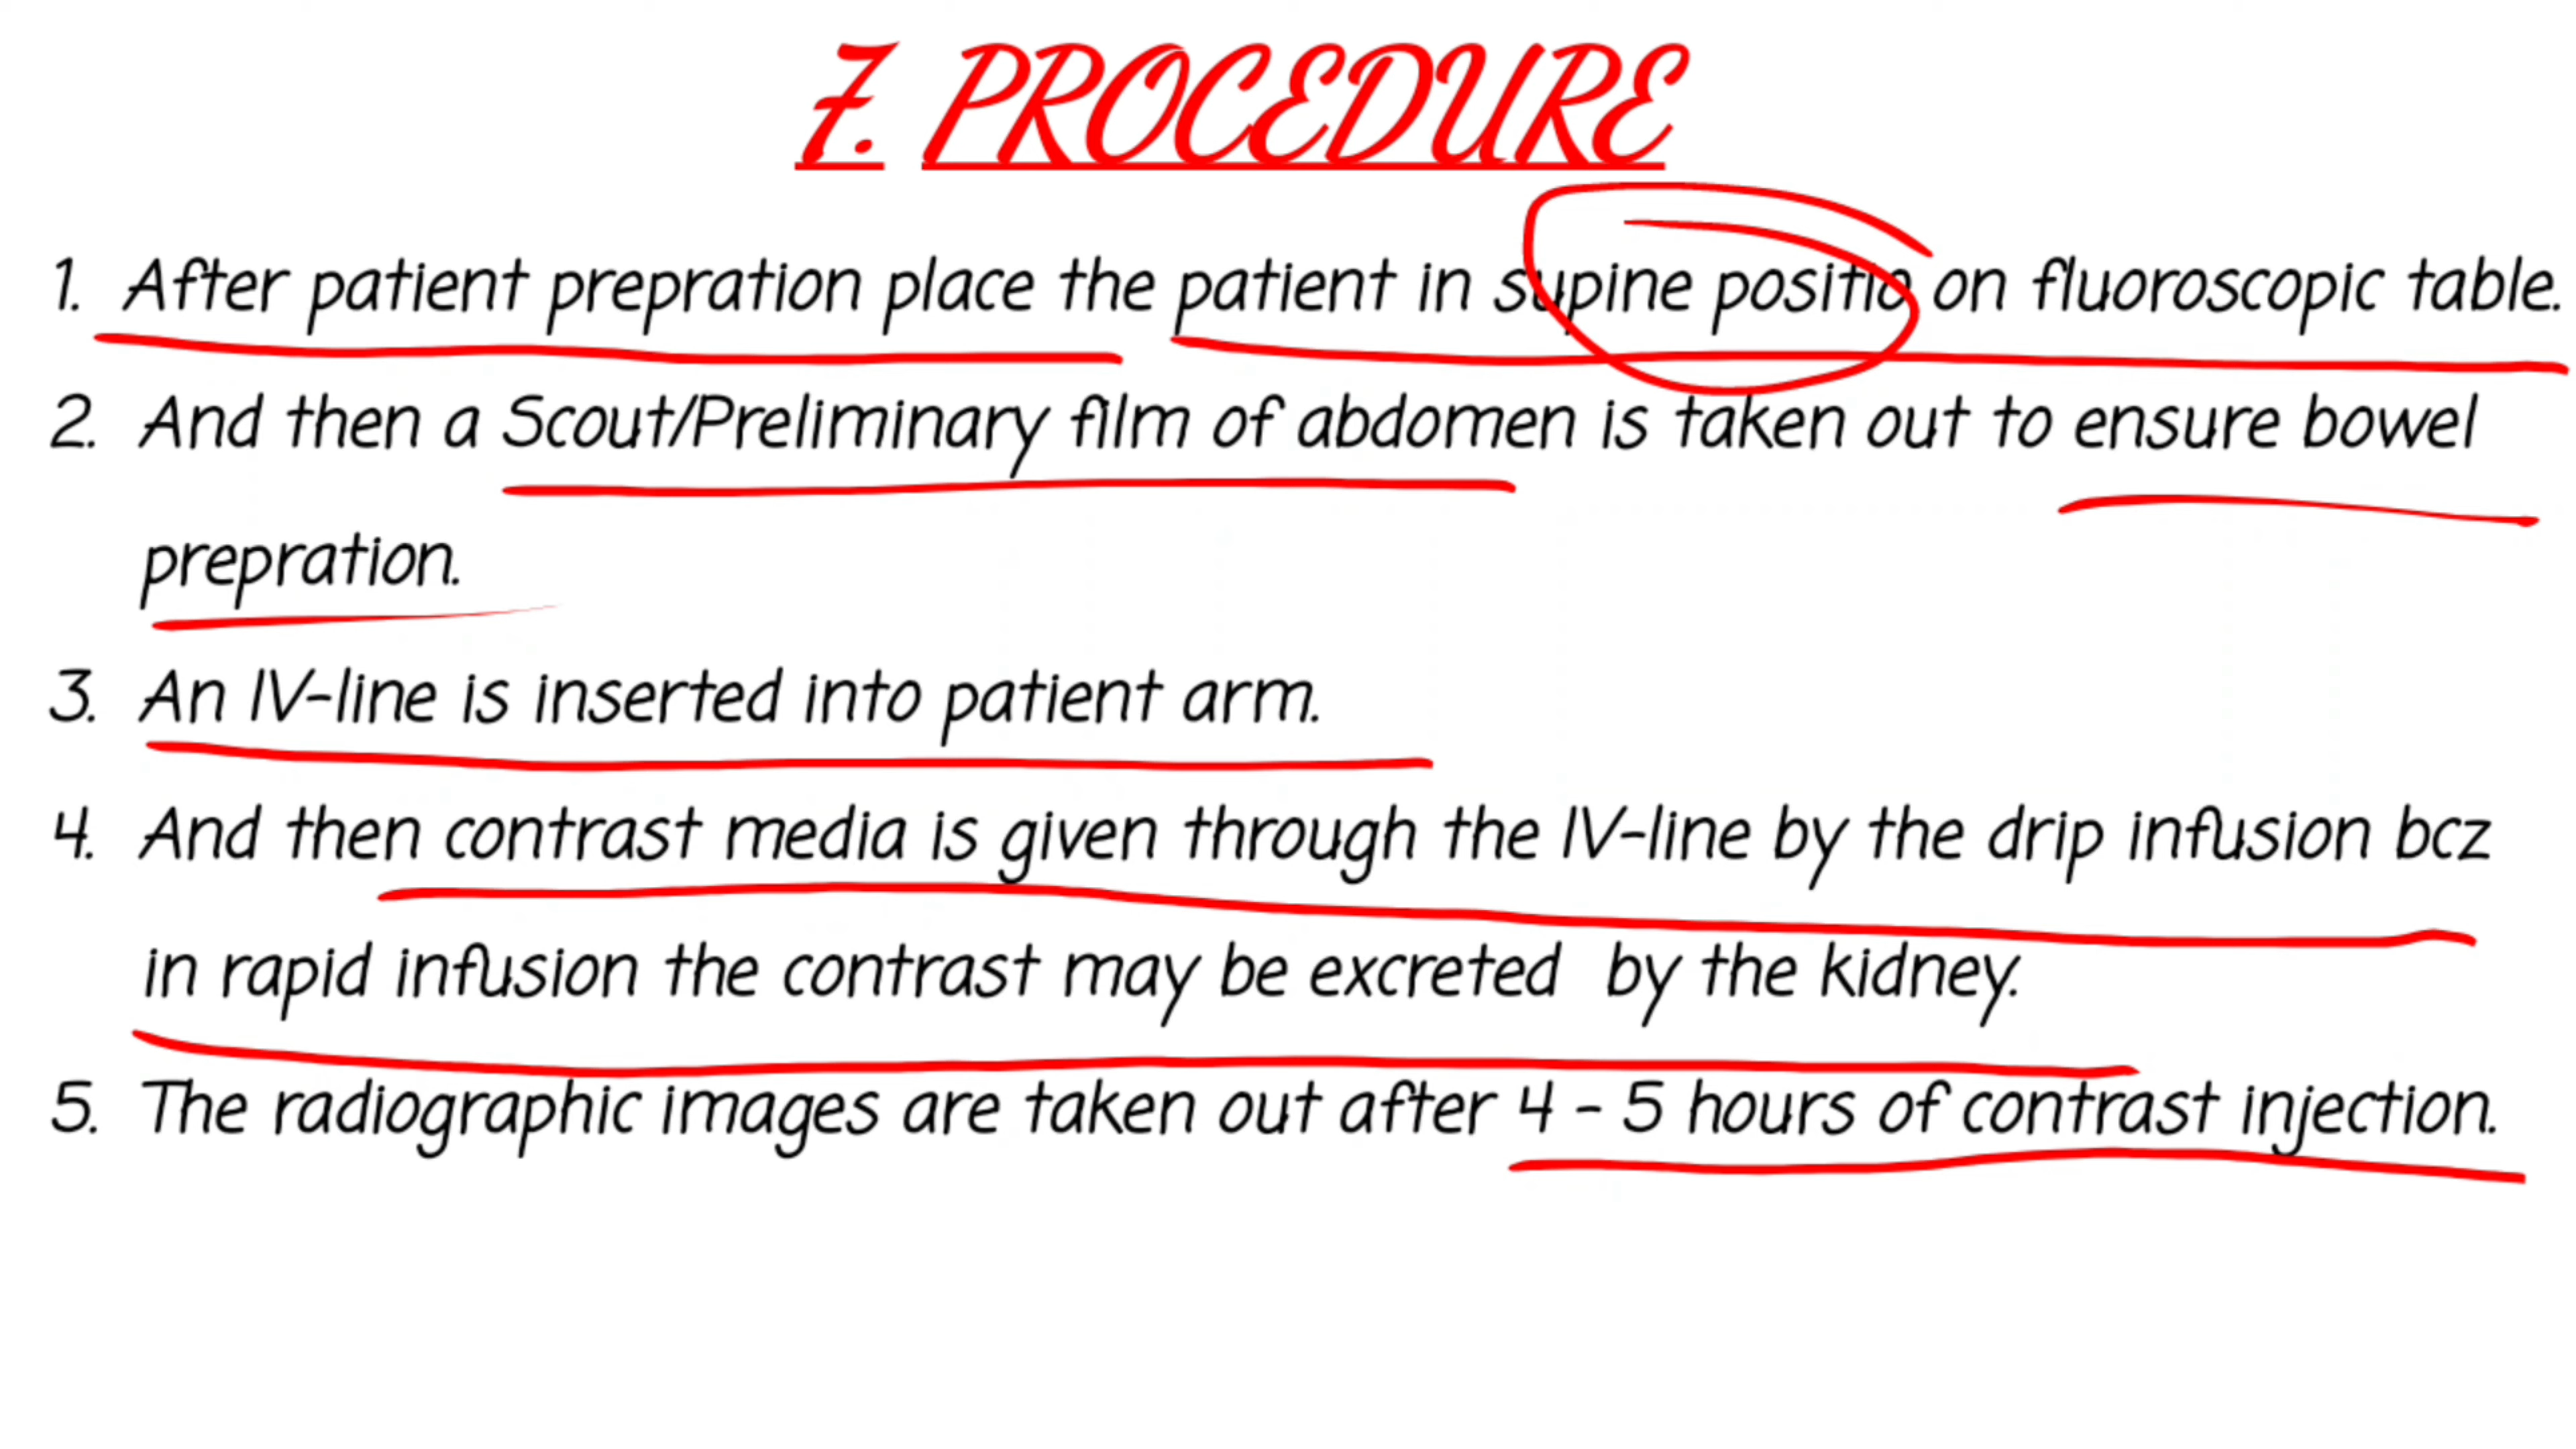 7. PROCEDURE
1. After patient prepration place the patient in supine positio on fluoroscopic table.
2. And then a Scout/Preliminary film of abdomen is taken out to ensure bowel
prepration.
3. An IV-line is inserted into patient arm.
4. And then contrast media is given through the IV-line by the drip infusion bcz
in rapid infusion the contrast may be excreted by the kidney.
5. The radiographic images are taken out after 4 - 5 hours of contrast injection.